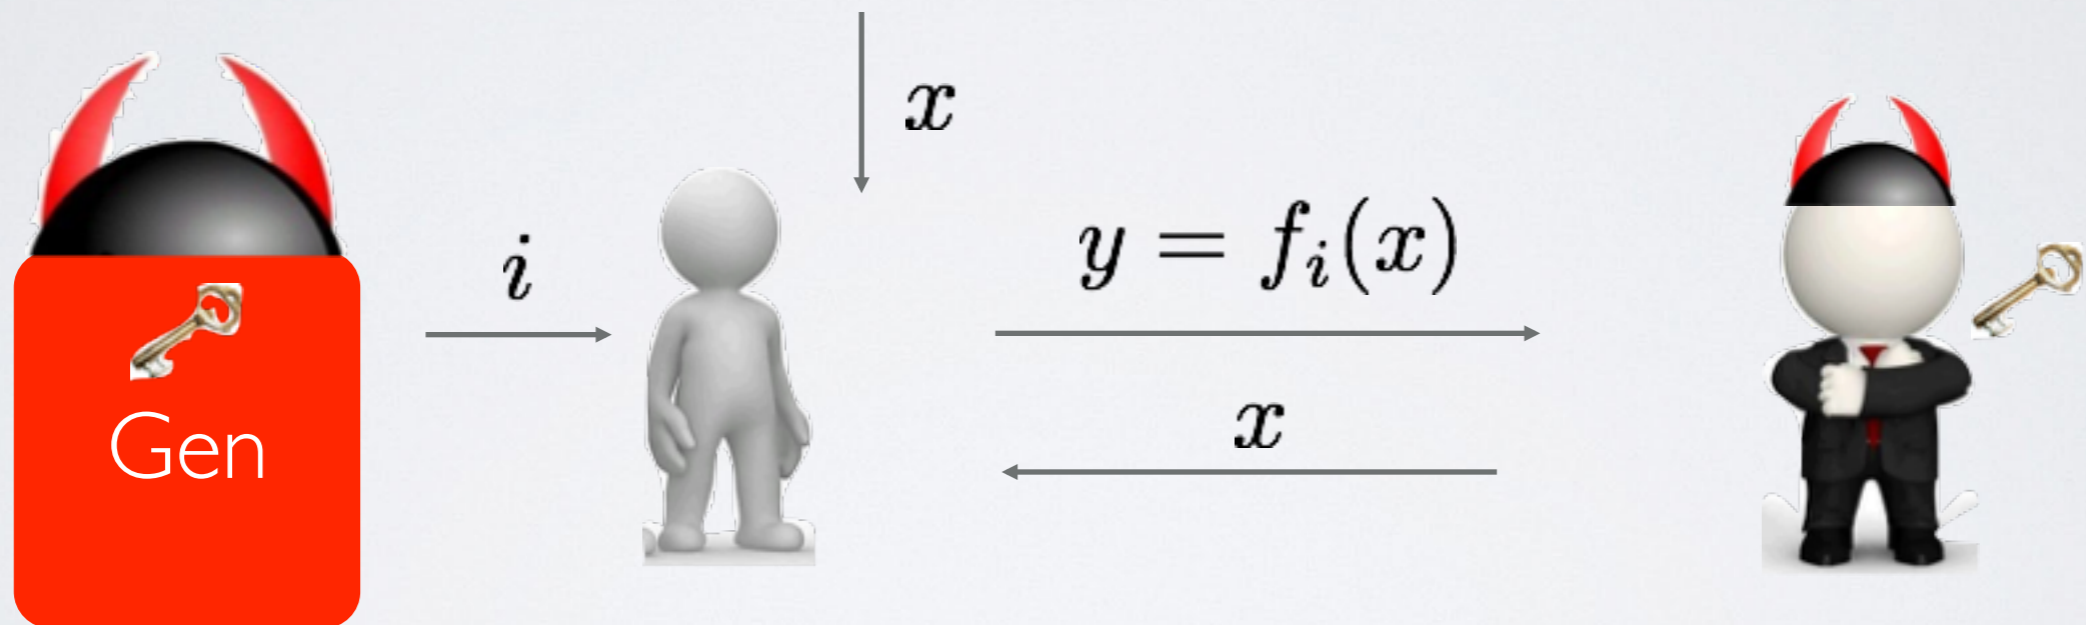 x
i
y = f_i(x)
x
Gen